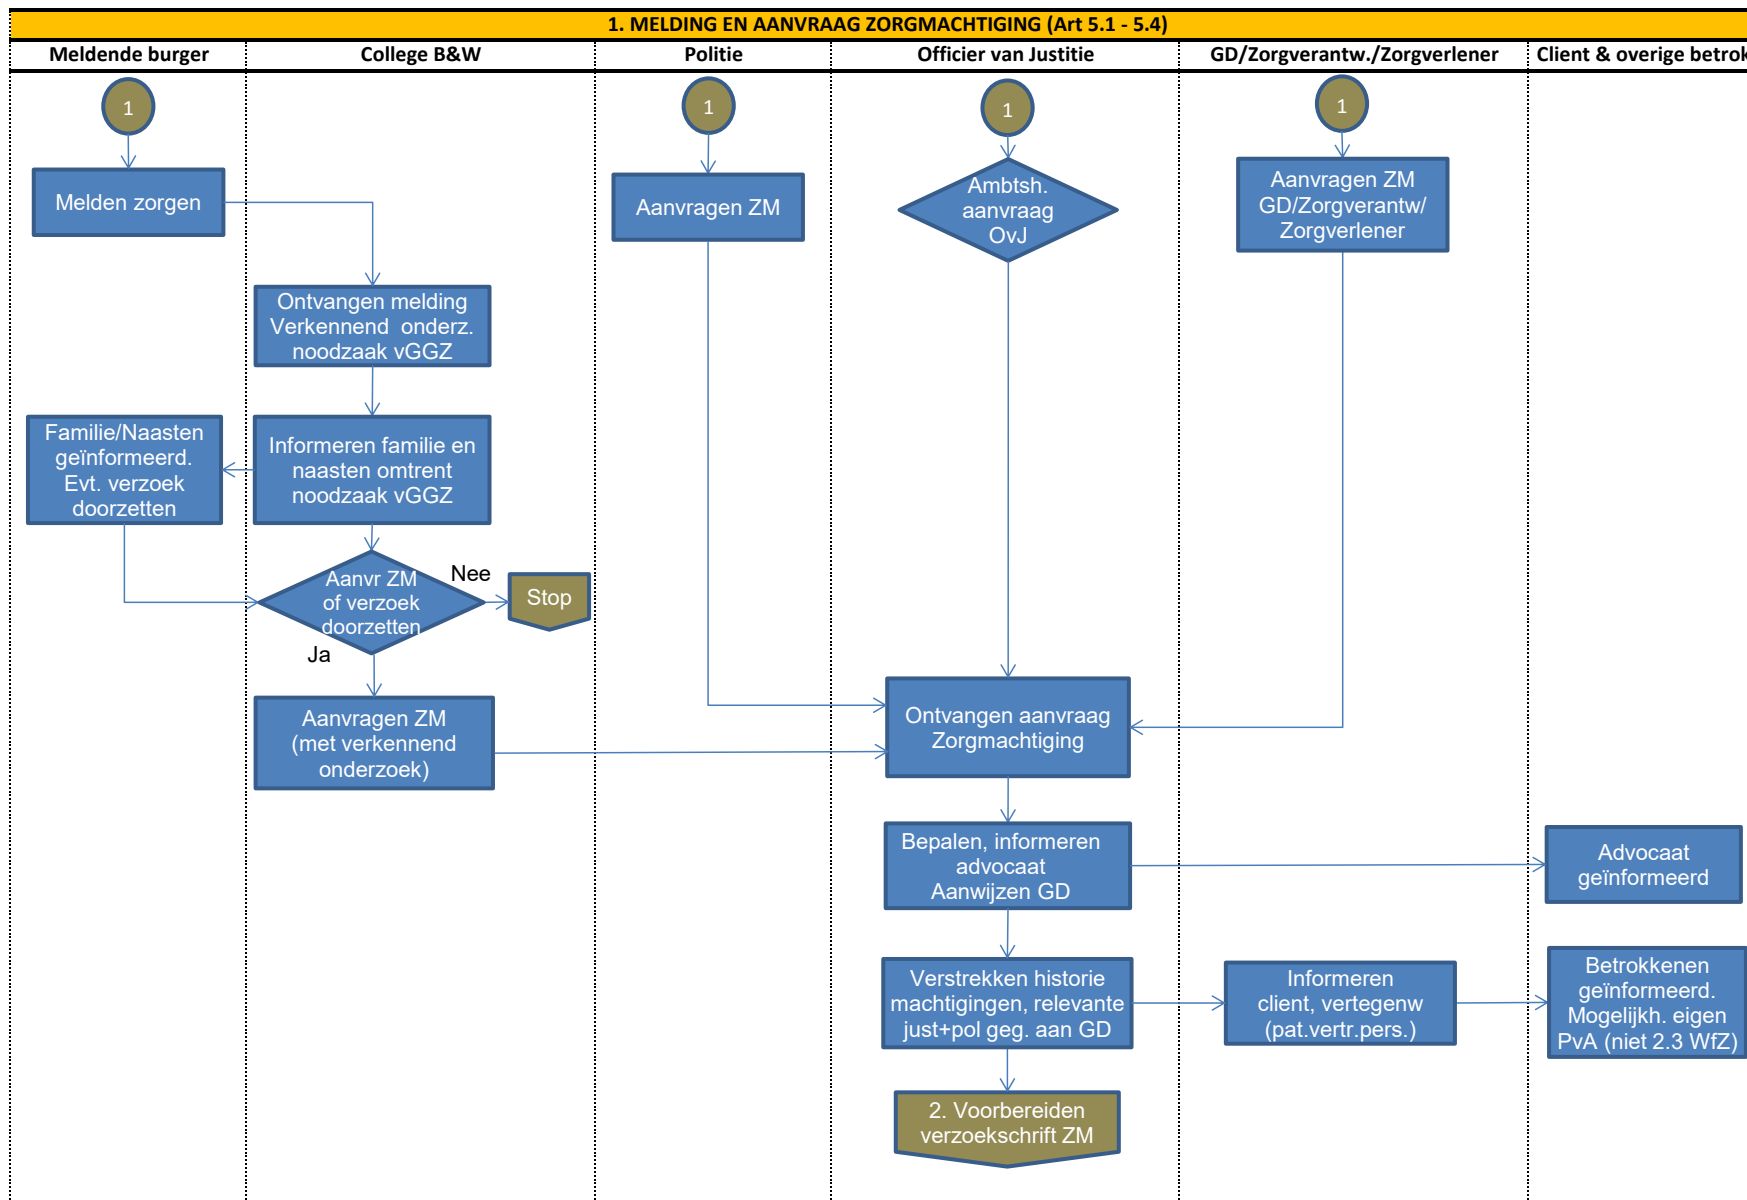 1. MELDING EN AANVRAAG ZORGMACHTIGING (Art 5.1 - 5.4)
Meldende burger
College B&W
Politie
Officier van Justitie
GD/Zorgverantw./Zorgverlener
Client & overige betrok
1
1
1
1
Melden zorgen
Aanvragen ZM
Ambtsh.
aanvraag
OvJ
Aanvragen ZM
GD/Zorgverantw/
Zorgverlener
Ontvangen melding
Verkennend onderz.
noodzaak vGGZ
Familie/Naasten
geïnformeerd.
Evt. verzoek
doorzetten
Informeren familie en
naasten omtrent
noodzaak vGGZ
Aanvr ZM
of verzoek
doorzetten
Nee
Stop
Ja
Aanvragen ZM
(met verkennend
onderzoek)
Ontvangen aanvraag
Zorgmachtiging
Bepalen, informeren
advocaat
Aanwijzen GD
Advocaat
geïnformeerd
Verstrekken historie
machtigingen, relevante
just+pol geg. aan GD
Informeren
client, vertegenw
(pat.vertr.pers.)
Betrokkenen
geïnformeerd.
Mogelijkh. eigen
PvA (niet 2.3 WfZ)
2. Voorbereiden
verzoekschrift ZM